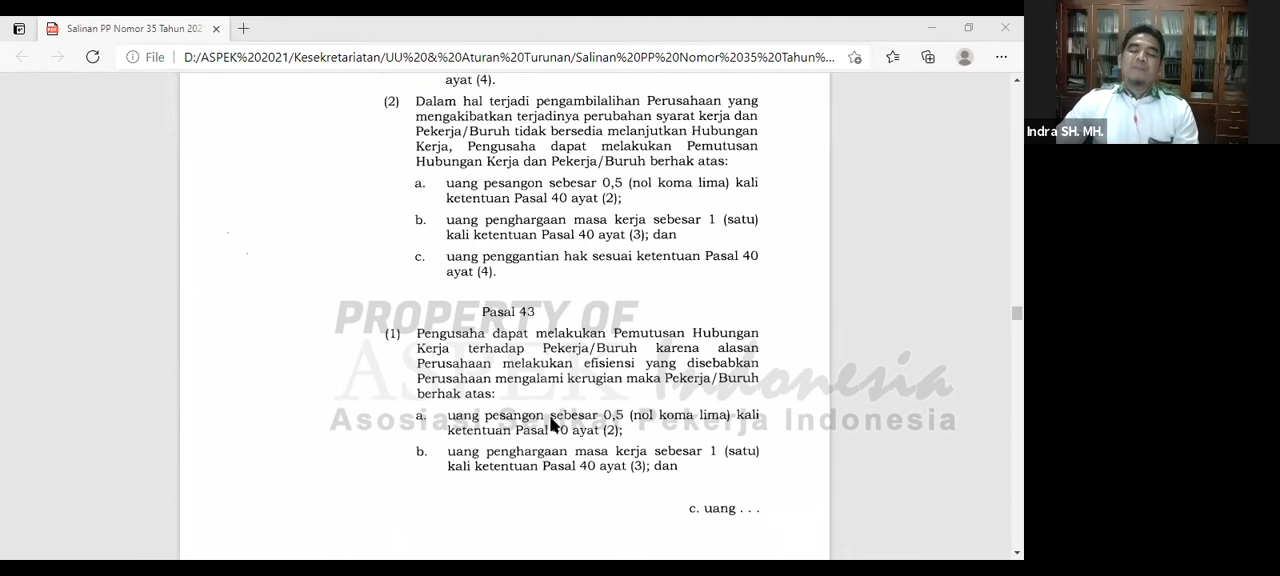 Salinan PP Nomor 35 Tahun 202
File
D:/ASPEK%202021/Kesekretariatan/UU%20&%20Aturan%20Turunan/Salinan%20PP%20Nomor%2035%20Tahun%...
Indra SH. MH.
ayat (4).
(2) Dalam hal terjadi pengambilalihan Perusahaan yang
mengakibatkan terjadinya perubahan syarat kerja dan
Pekerja/Buruh tidak bersedia melanjutkan Hubungan
Kerja, Pengusaha dapat melakukan Pemutusan
Hubungan Kerja dan Pekerja/Buruh berhak atas:
a. uang pesangon sebesar 0,5 (nol koma lima) kali
ketentuan Pasal 40 ayat (2);
b. uang penghargaan masa kerja sebesar 1 (satu)
kali ketentuan Pasal 40 ayat (3); dan
c. uang penggantian hak sesuai ketentuan Pasal 40
ayat (4).
Pasal 43
(1) Pengusaha dapat melakukan Pemutusan Hubungan
Kerja terhadap Pekerja/Buruh karena alasan
Perusahaan melakukan efisiensi yang disebabkan
Perusahaan mengalami kerugian maka Pekerja/Buruh
berhak atas:
a. uang pesangon sebesar 0,5 (nol koma lima) kali
ketentuan Pasal 40 ayat (2);
b. uang penghargaan masa kerja sebesar 1 (satu)
kali ketentuan Pasal 40 ayat (3); dan
c. uang . . .
PROPERTY OF
ASPEK Indonesia
Asosiasi Serikat Pekerja Indonesia